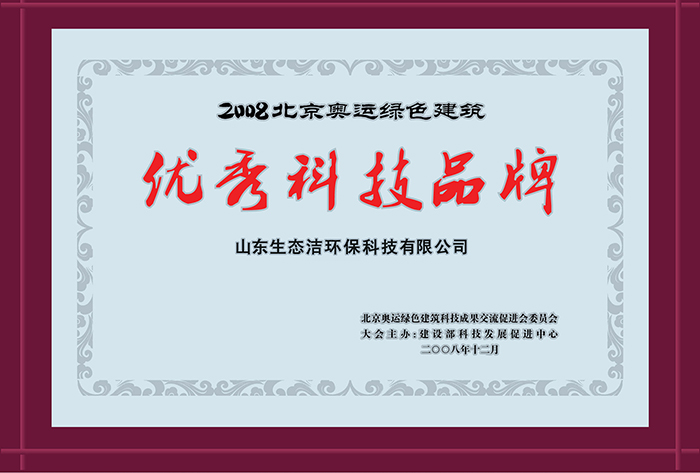 2008北京奥运绿色建筑
优秀科技品牌
山东生态洁环保科技有限公司
北京奥运绿色建筑科技成果交流促进会委员会
大会主办:建设部科技发展促进中心
二〇〇八年十二月